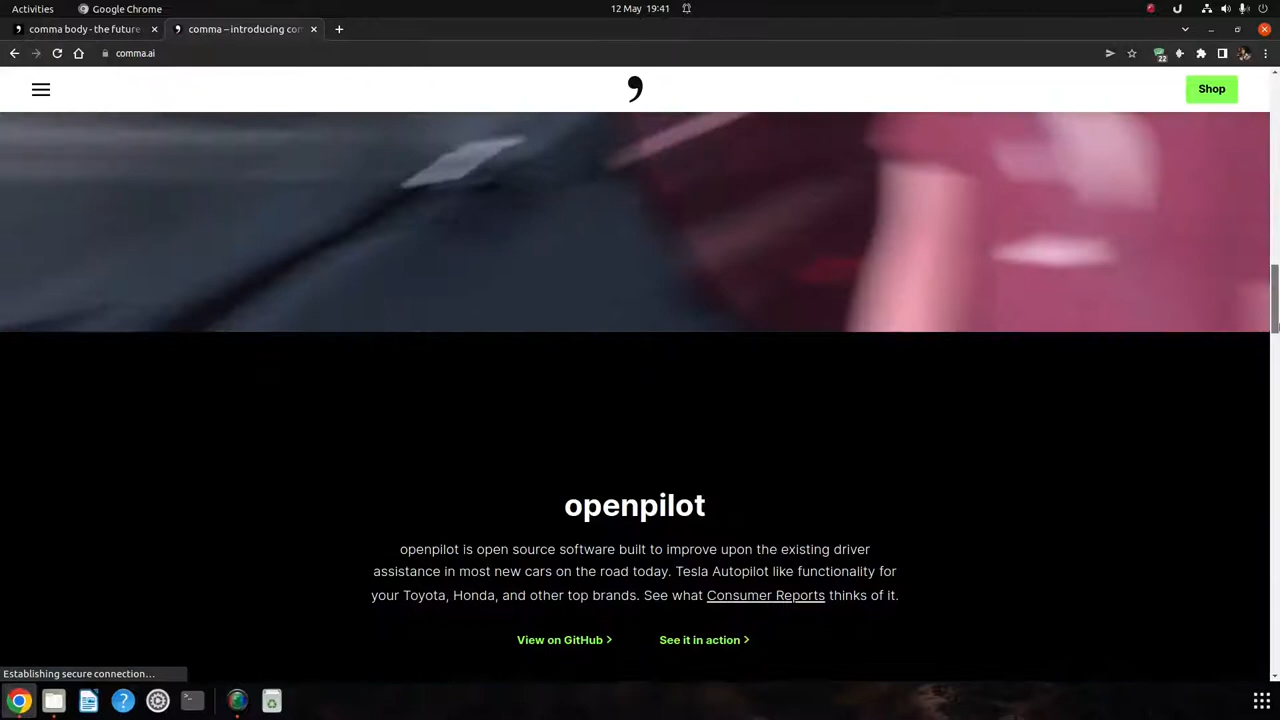 Activities
Google Chrome
12 May 19:41
comma body - the future
comma – introducing com
comma.ai
22
Shop
openpilot
openpilot is open source software built to improve upon the existing driver
assistance in most new cars on the road today. Tesla Autopilot like functionality for
your Toyota, Honda, and other top brands. See what Consumer Reports thinks of it.
View on GitHub
See it in action
Establishing secure connection...